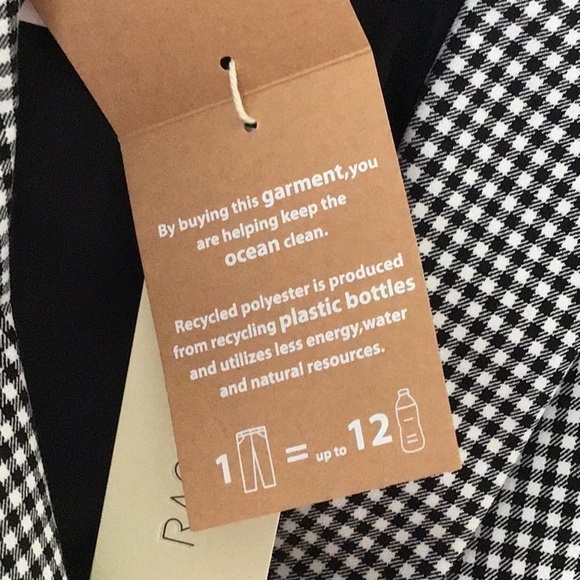 By buying this garment, you
are helping keep the
ocean clean.
Recycled polyester is produced
from recycling plastic bottles
and utilizes less energy, water
and natural resources.
1 = up to 12